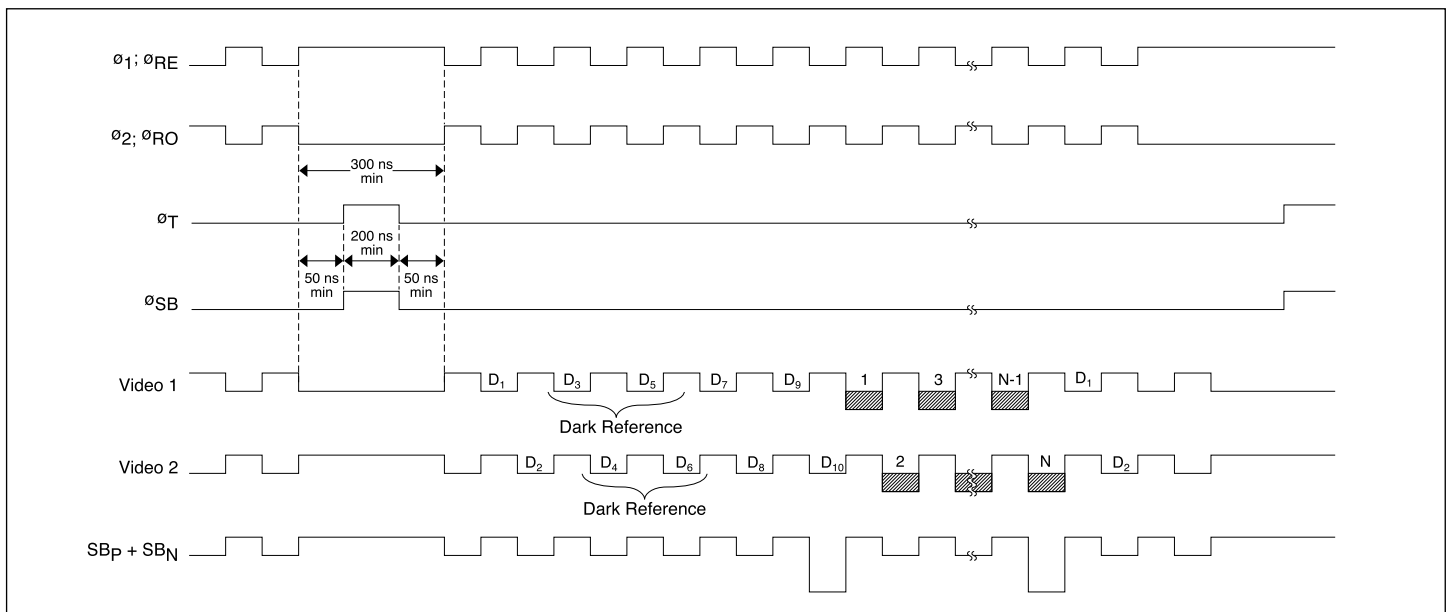 ø1; øRE
ø2; øRO
300 ns
min
øT
200 ns
min
50 ns
min
50 ns
min
øSB
Video 1
D1 D3 D5 D7 D9 1 3 N-1 D1
Dark Reference
Video 2
D2 D4 D6 D8 D10 2 N D2
Dark Reference
SBP + SBN